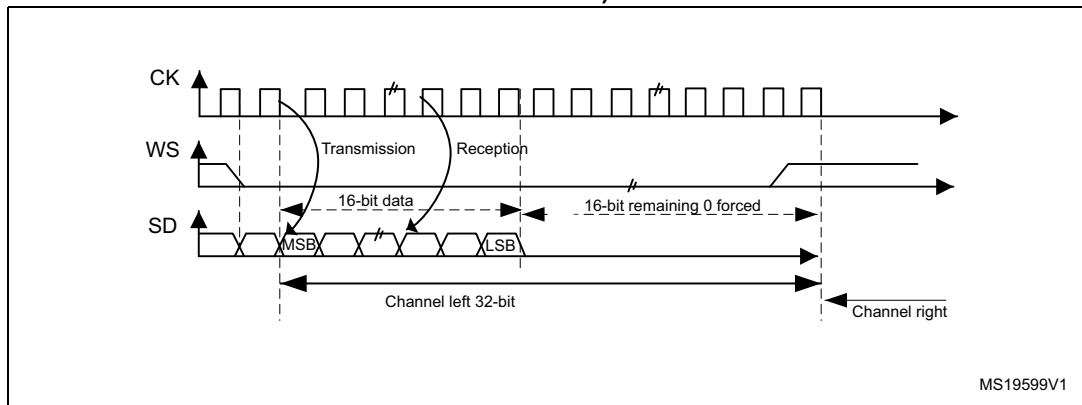 CK
Transmission
Reception
WS
16-bit data
16-bit remaining 0 forced
SD
MSB
LSB
Channel left 32-bit
Channel right
MS19599V1